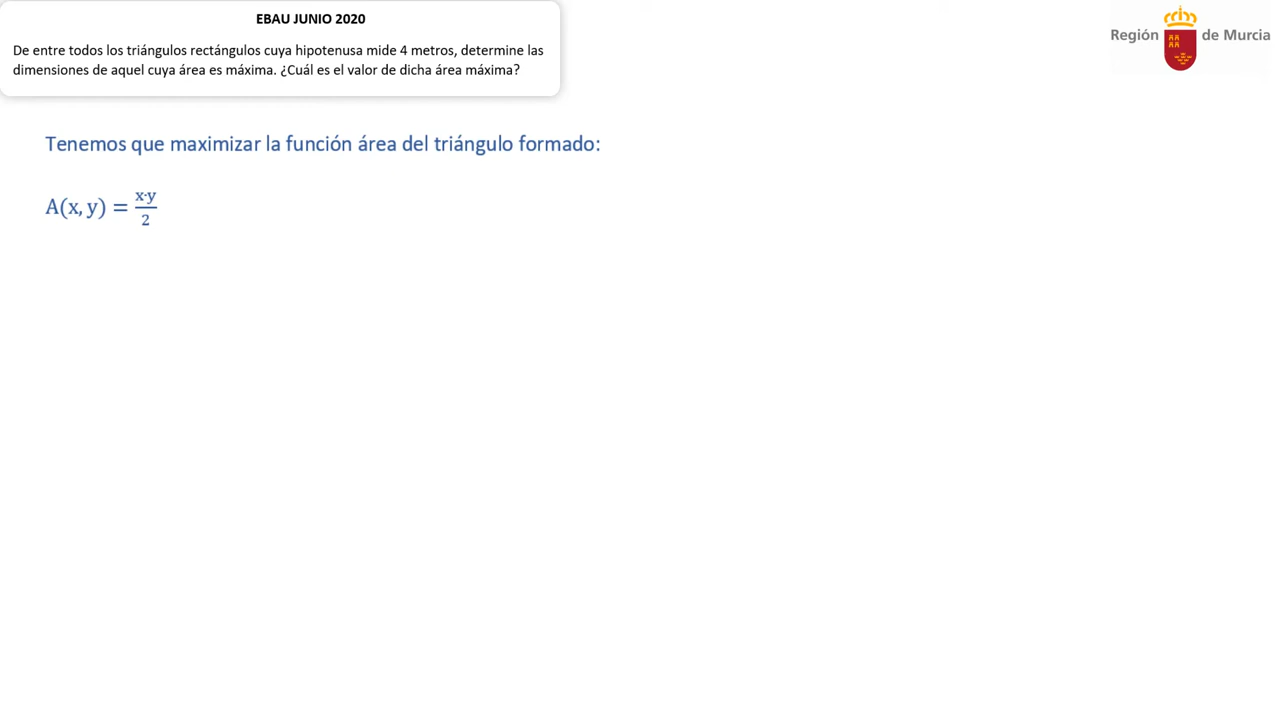 EBAU JUNIO 2020
De entre todos los triángulos rectángulos cuya hipotenusa mide 4 metros, determine las
dimensiones de aquel cuya área es máxima. ¿Cuál es el valor de dicha área máxima?
Región de Murcia
Tenemos que maximizar la función área del triángulo formado:
A(x, y) = x·y/2